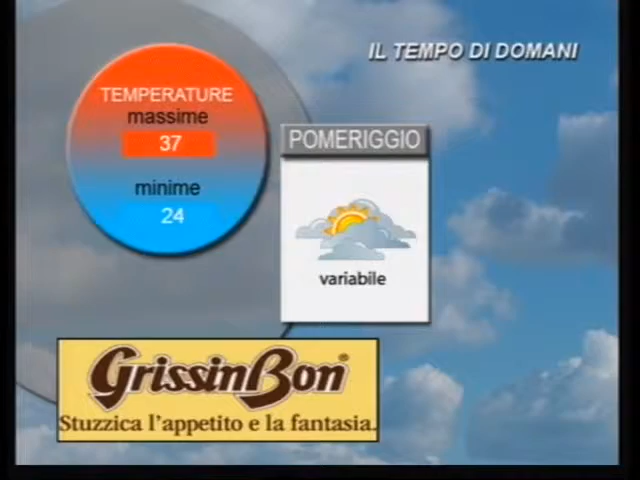 IL TEMPO DI DOMANI
TEMPERATURE
massime
37
minime
24
POMERIGGIO
variabile
GrissinBon®
Stuzzica l'appetito e la fantasia.